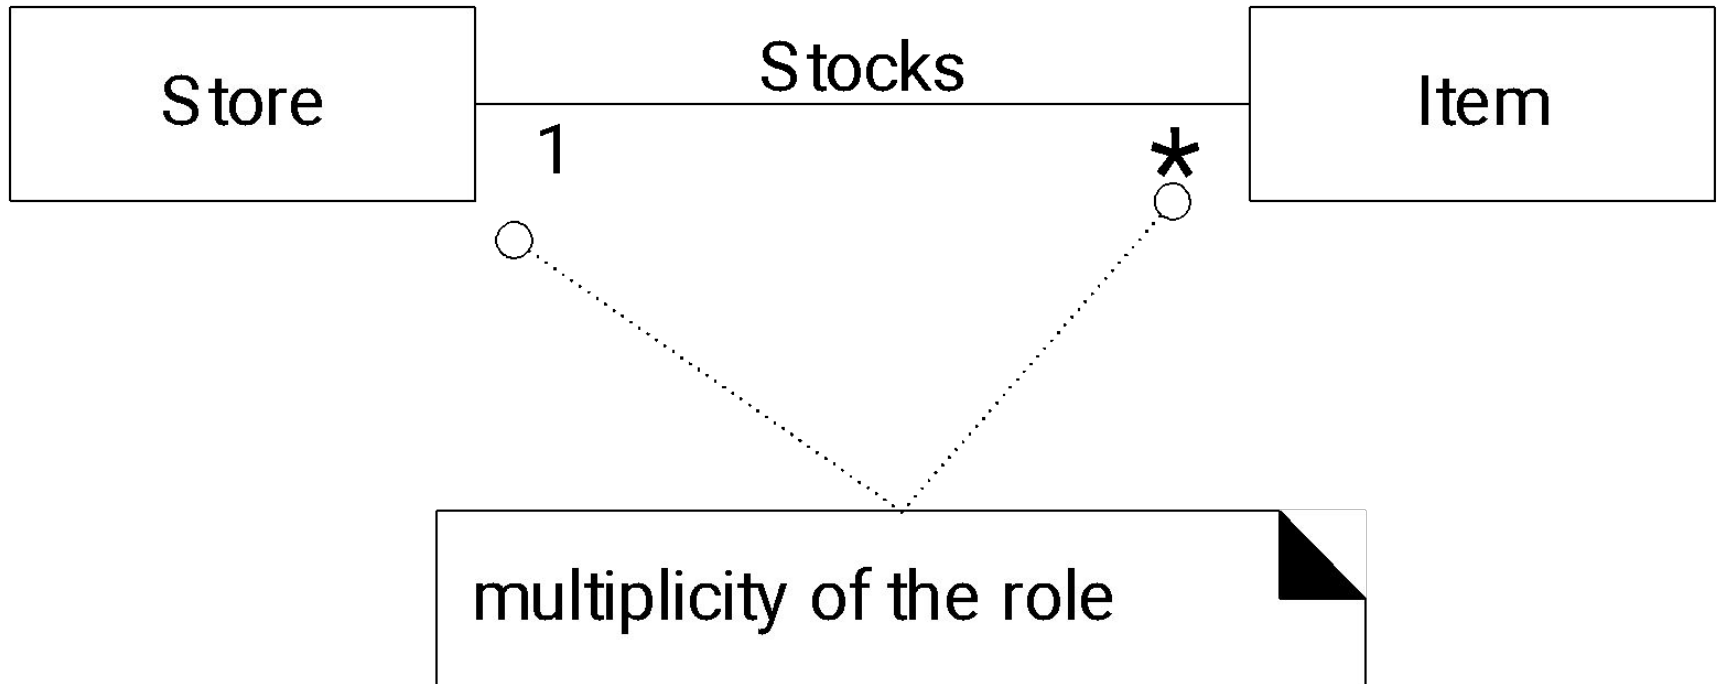 Store
Stocks
Item
1
*
multiplicity of the role